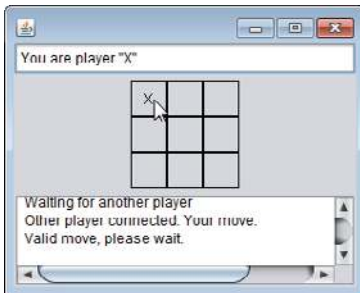 You are player "X"
X
Waiting for another player
Other player connected. Your move.
Valid move, please wait.